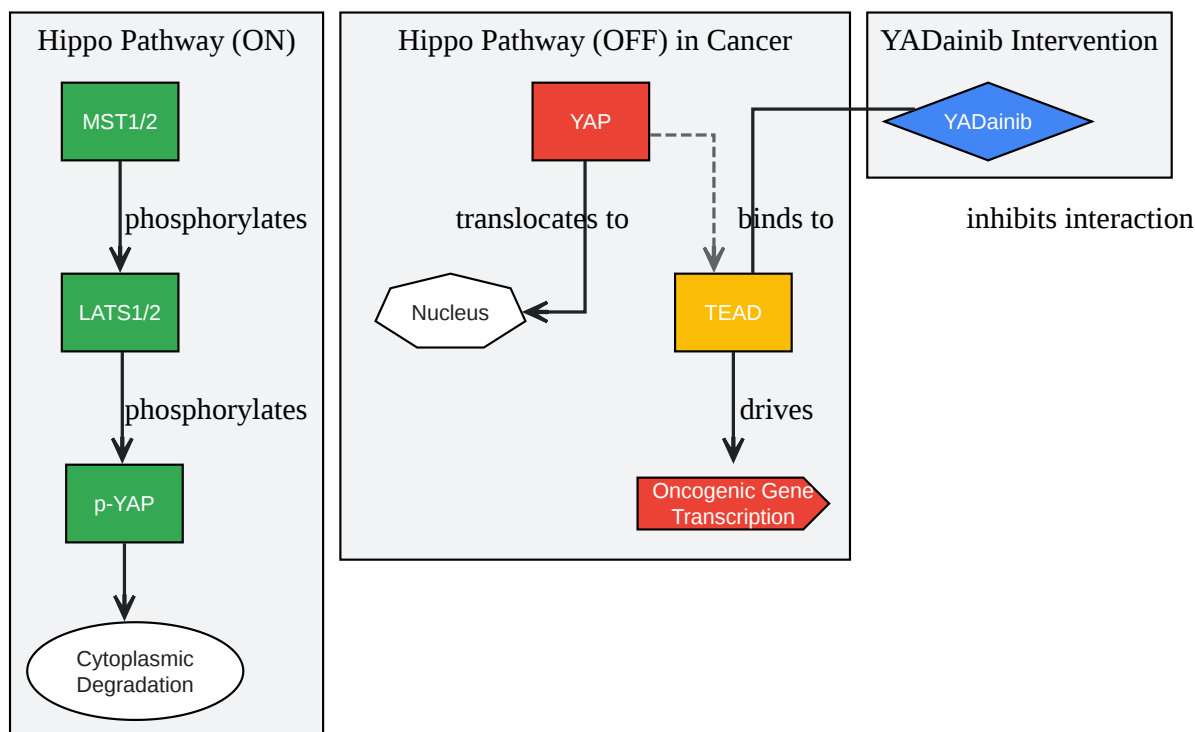 Hippo Pathway (ON)
MST1/2
phosphorylates
LATS1/2
phosphorylates
p-YAP
Cytoplasmic
Degradation
Hippo Pathway (OFF) in Cancer
YAP
translocates to
binds to
Nucleus
TEAD
drives
Oncogenic Gene
Transcription
YADainib Intervention
YADainib
inhibits interaction